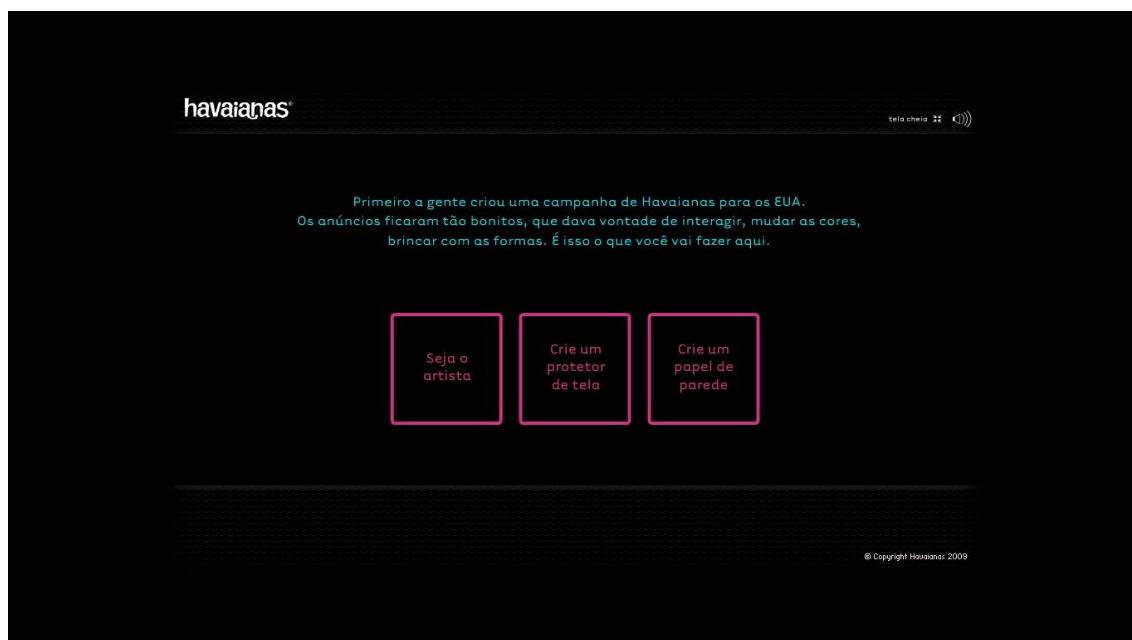 havaianas®
tela cheia
Primeiro a gente criou uma campanha de Havaianas para os EUA.
Os anúncios ficaram tão bonitos, que dava vontade de interagir, mudar as cores,
brincar com as formas. É isso o que você vai fazer aqui.
Seja o
artista
Crie um
protetor
de tela
Crie um
papel de
parede
© Copyright Havaianas 2009